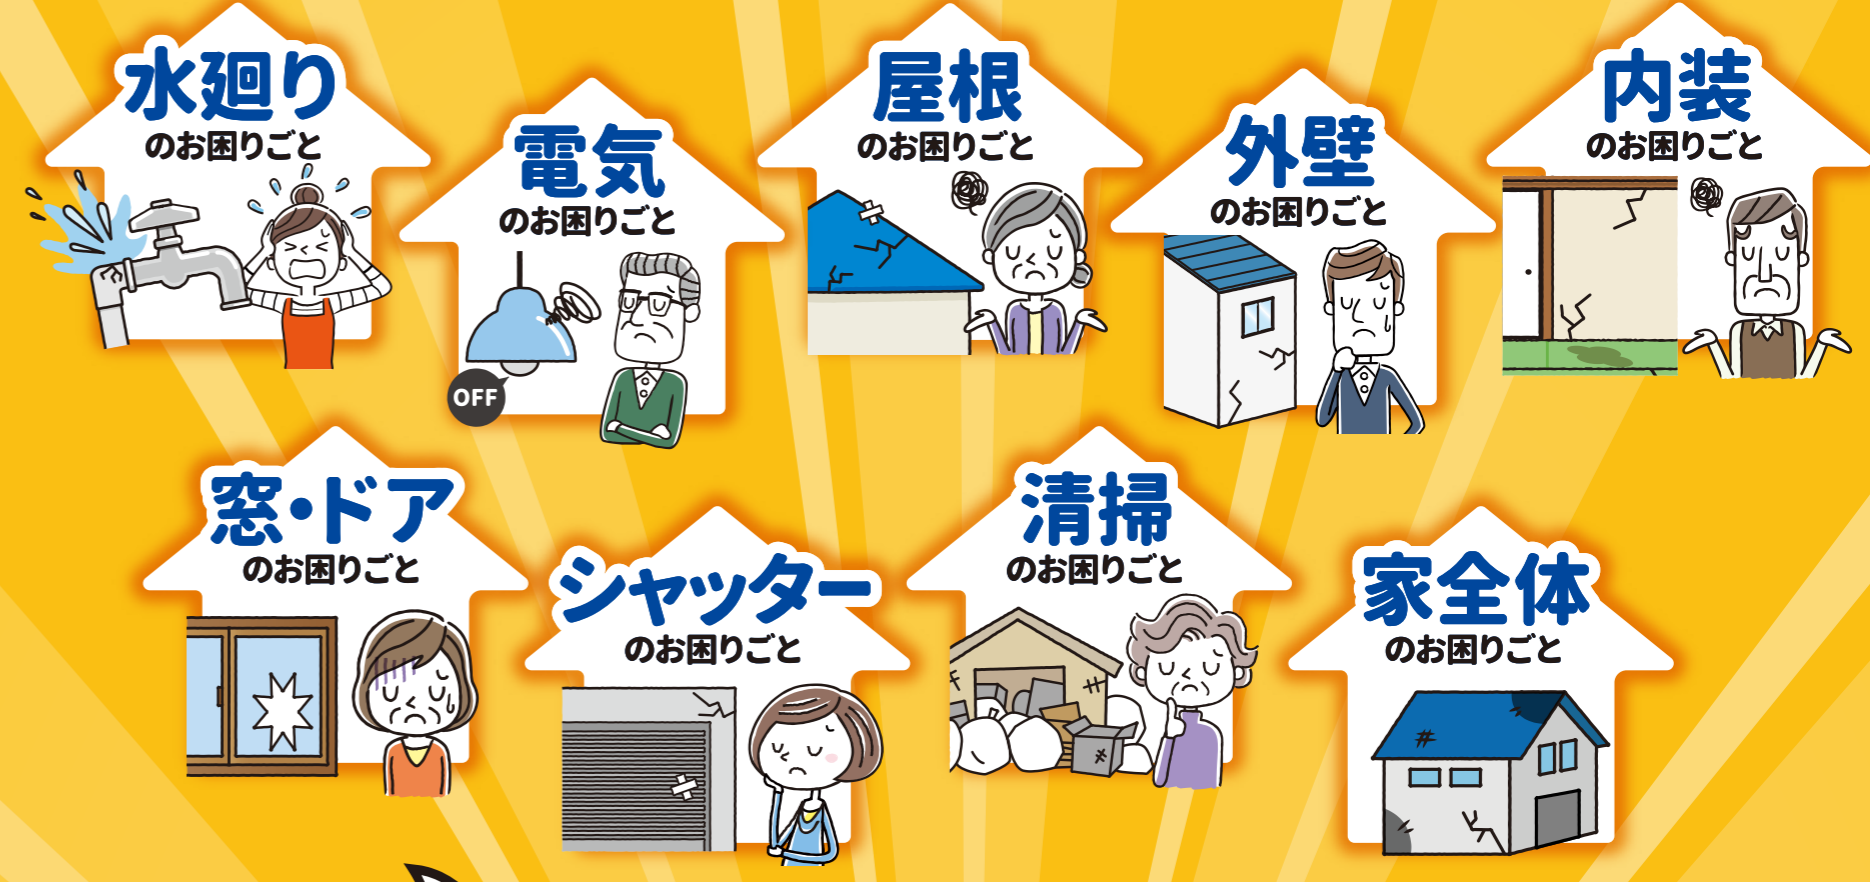 水廻り
のお困りごと
電気
のお困りごと
OFF
屋根
のお困りごと
外壁
のお困りごと
内装
のお困りごと
窓・ドア
のお困りごと
シャッター
のお困りごと
清掃
のお困りごと
家全体
のお困りごと